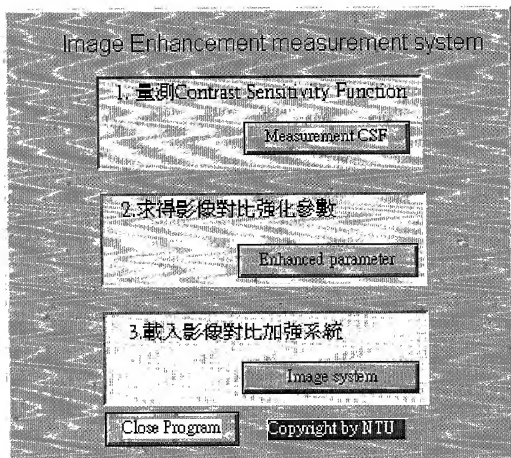 Image Enhancement measurement system
1. 量測Contrast Sensitivity Function
Measurement CSF
2.求得影像對比強化參數
Enhanced parameter
3.載入影像對比加強系統
Image system
Close Program
Copyright by NTU